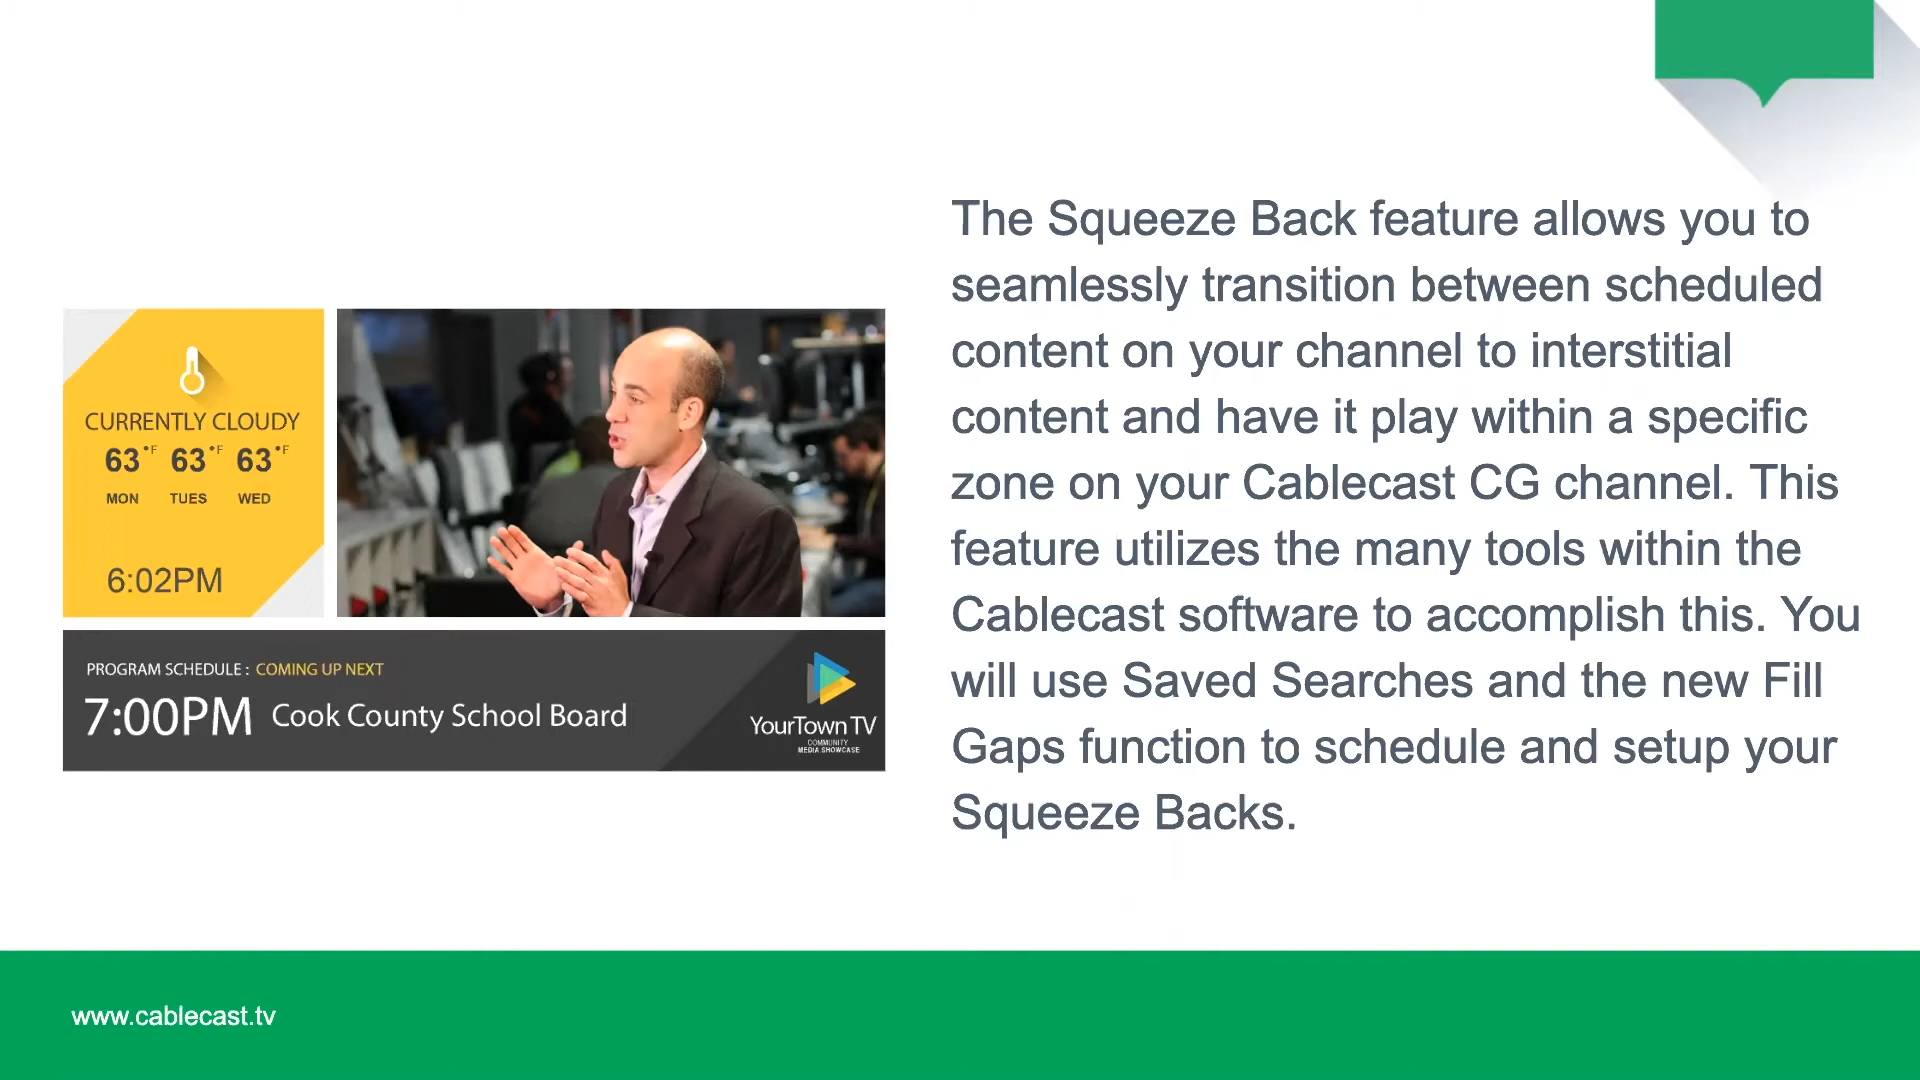 The Squeeze Back feature allows you to
seamlessly transition between scheduled
content on your channel to interstitial
content and have it play within a specific
zone on your Cablecast CG channel. This
feature utilizes the many tools within the
Cablecast software to accomplish this. You
will use Saved Searches and the new Fill
Gaps function to schedule and setup your
Squeeze Backs.
CURRENTLY CLOUDY
63°F 63°F 63°F
MON TUES WED
6:02PM
PROGRAM SCHEDULE : COMING UP NEXT
7:00PM Cook County School Board
YourTown TV
COMMUNITY
MEDIA SHOWCASE
www.cablecast.tv